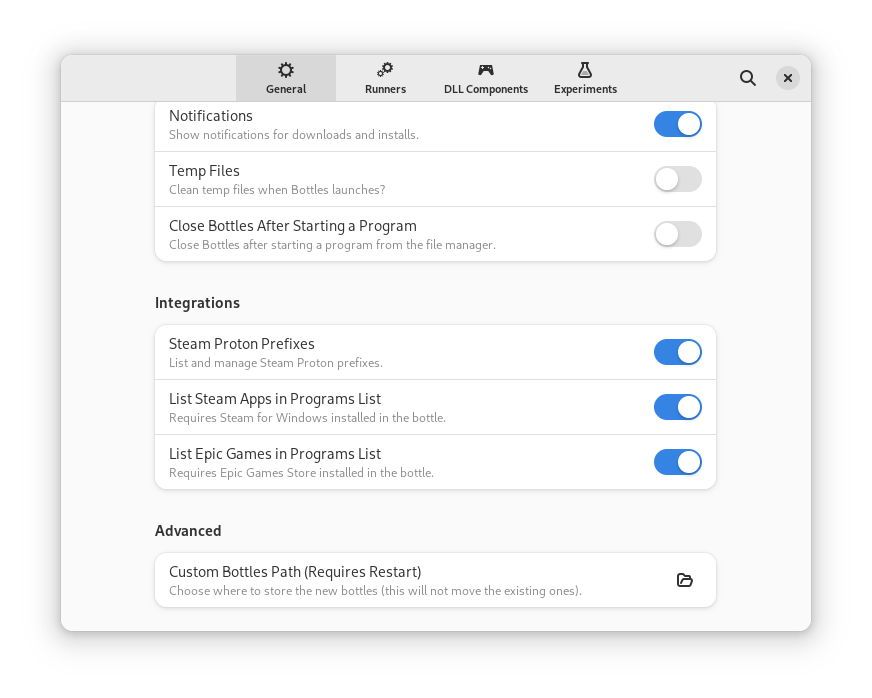 General
Runners
DLL Components
Experiments
Notifications
Show notifications for downloads and installs.
Temp Files
Clean temp files when Bottles launches?
Close Bottles After Starting a Program
Close Bottles after starting a program from the file manager.
Integrations
Steam Proton Prefixes
List and manage Steam Proton prefixes.
List Steam Apps in Programs List
Requires Steam for Windows installed in the bottle.
List Epic Games in Programs List
Requires Epic Games Store installed in the bottle.
Advanced
Custom Bottles Path (Requires Restart)
Choose where to store the new bottles (this will not move the existing ones).